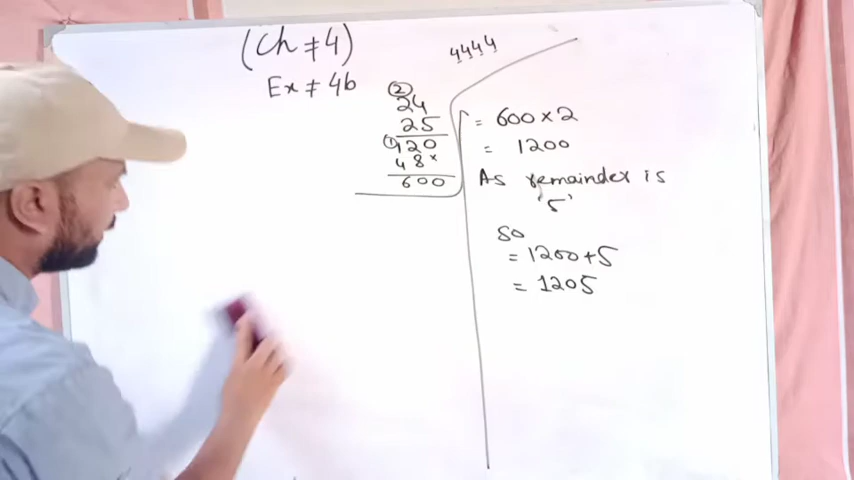 (Ch ≠ 4)
Ex ≠ 4b
4444
②
24
25
①120
48×
600
= 600 × 2
= 1200
As remainder is
'5'
So
= 1200+5
= 1205